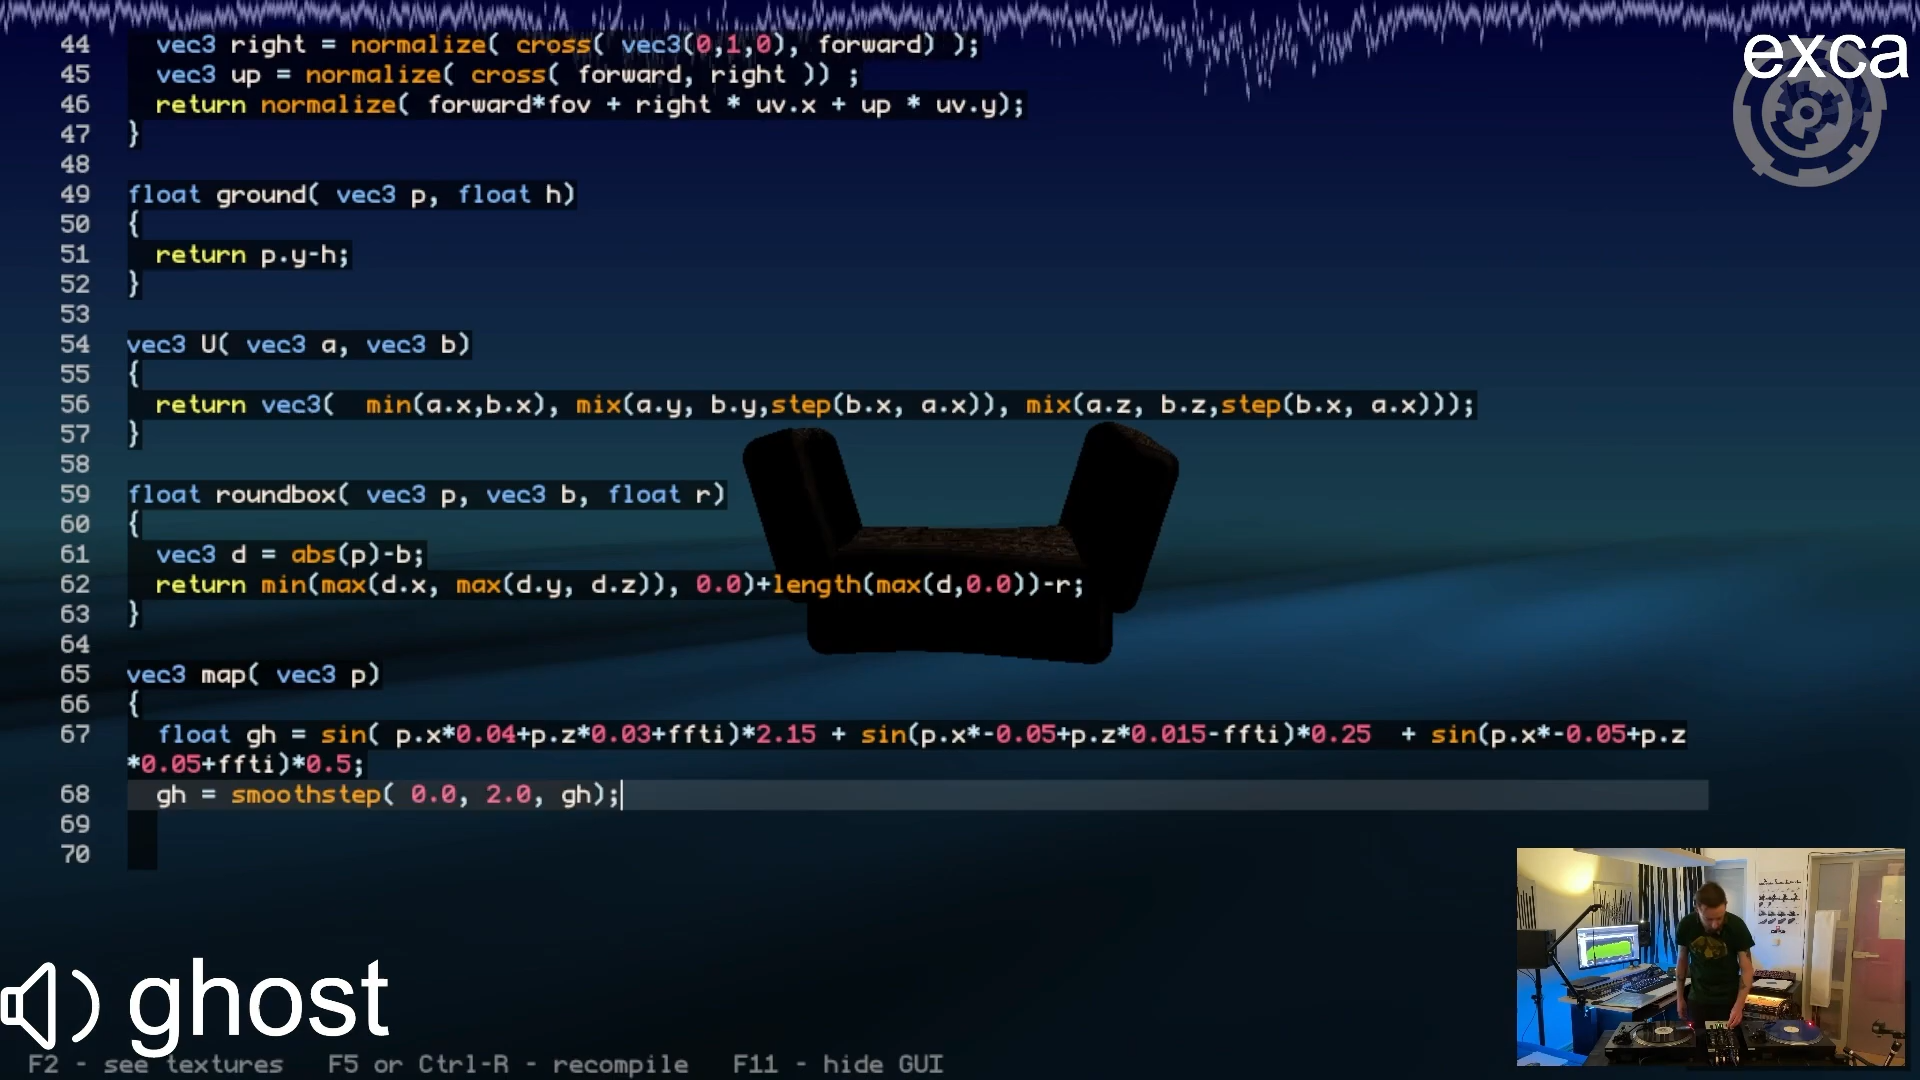 44 vec3 right = normalize( cross( vec3(0,1,0), forward) );
exca
45 vec3 up = normalize( cross( forward, right )) ;
46 return normalize( forward*fov + right * uv.x + up * uv.y);
47 }
48
49 float ground( vec3 p, float h)
50 {
51 return p.y-h;
52 }
53
54 vec3 U( vec3 a, vec3 b)
55 {
56 return vec3(  min(a.x,b.x), mix(a.y, b.y,step(b.x, a.x)), mix(a.z, b.z,step(b.x, a.x)));
57 }
58
59 float roundbox( vec3 p, vec3 b, float r)
60 {
61 vec3 d = abs(p)-b;
62 return min(max(d.x, max(d.y, d.z)), 0.0)+length(max(d,0.0))-r;
63 }
64
65 vec3 map( vec3 p)
66 {
67 float gh = sin( p.x*0.04+p.z*0.03+ffti)*2.15 + sin(p.x*-0.05+p.z*0.015-ffti)*0.25  + sin(p.x*-0.05+p.z
*0.05+ffti)*0.5;
68 gh = smoothstep( 0.0, 2.0, gh);
69
70
ghost
F2 - see textures   F5 or Ctrl-R - recompile   F11 - hide GUI